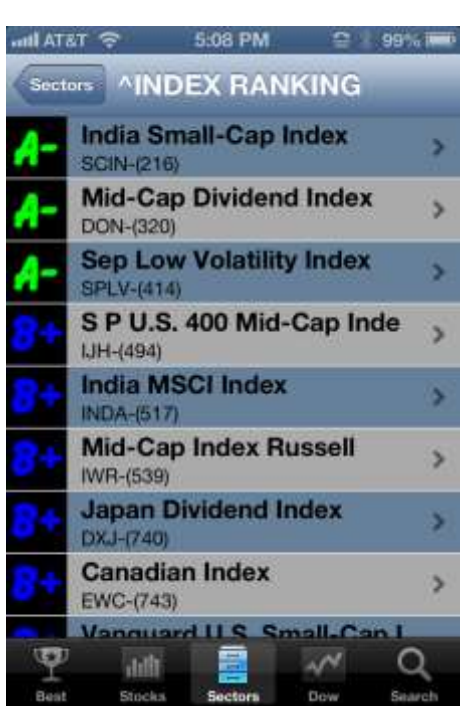 AT&T 5:08 PM 99%
Sectors ^INDEX RANKING
A- India Small-Cap Index
SCIN-(216)
A- Mid-Cap Dividend Index
DON-(320)
A- Sep Low Volatility Index
SPLV-(414)
B+ S P U.S. 400 Mid-Cap Inde
IJH-(494)
B+ India MSCI Index
INDA-(517)
B+ Mid-Cap Index Russell
IWR-(539)
B+ Japan Dividend Index
DXJ-(740)
B+ Canadian Index
EWC-(743)
Vanguard U.S. Small-Cap I
Best Stocks Sectors Dow Search